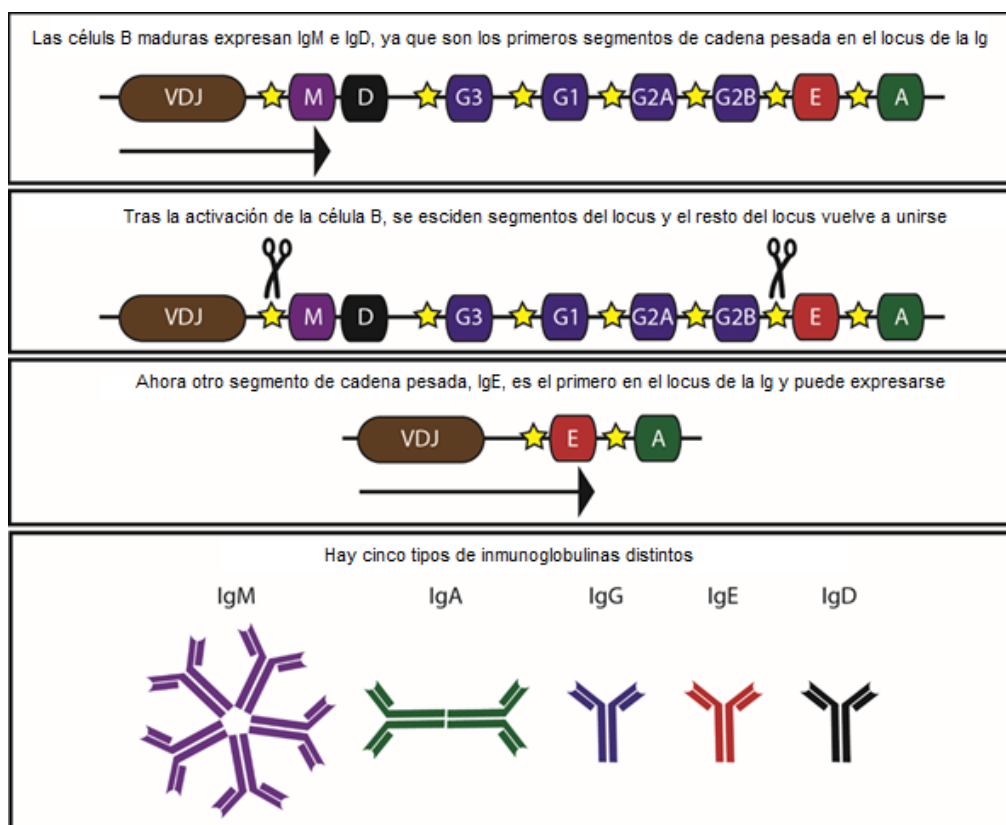 Las céluls B maduras expresan IgM e IgD, ya que son los primeros segmentos de cadena pesada en el locus de la Ig
VDJ M D G3 G1 G2A G2B E A
Tras la activación de la célula B, se esciden segmentos del locus y el resto del locus vuelve a unirse
VDJ M D G3 G1 G2A G2B E A
Ahora otro segmento de cadena pesada, IgE, es el primero en el locus de la Ig y puede expresarse
VDJ E A
Hay cinco tipos de inmunoglobulinas distintos
IgM IgA IgG IgE IgD